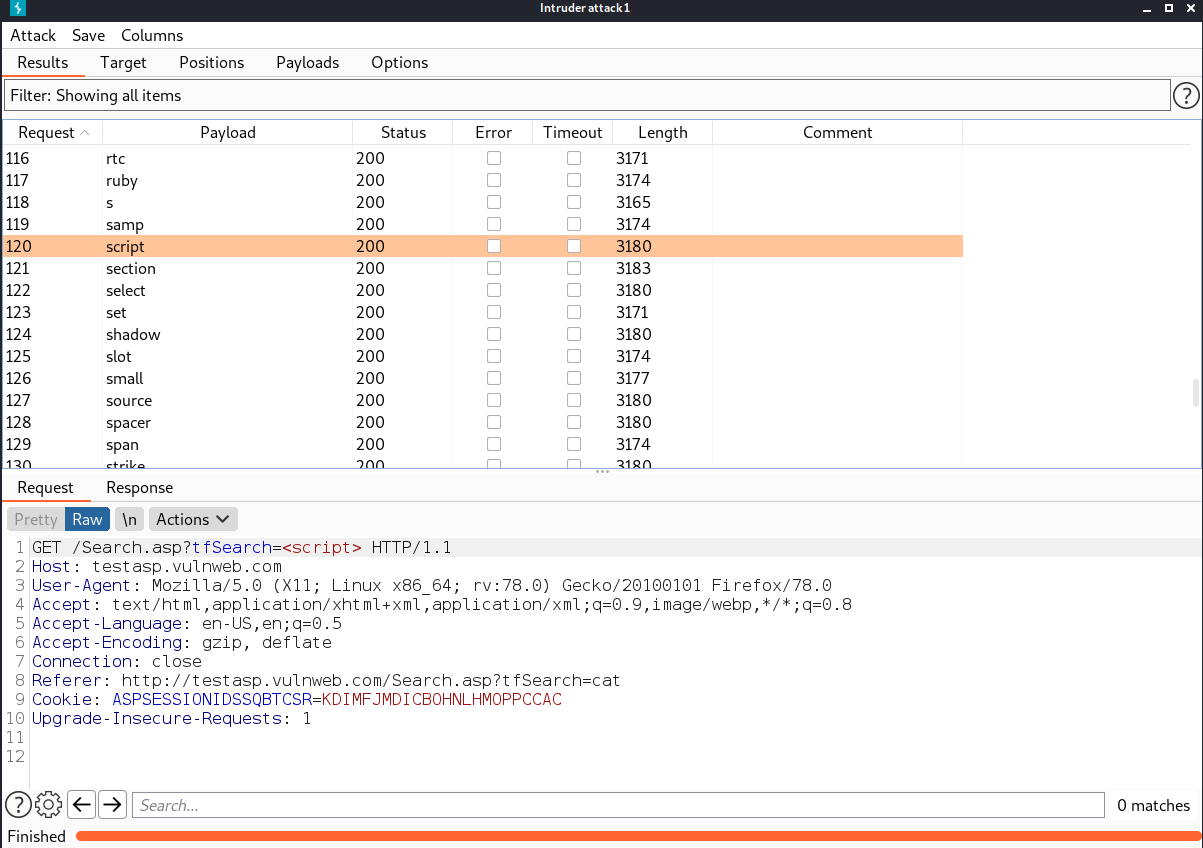 Intruder attack1
Attack Save Columns
Results Target Positions Payloads Options
Filter: Showing all items
?
Request Payload Status Error Timeout Length Comment
116 rtc 200 3171
117 ruby 200 3174
118 s 200 3165
119 samp 200 3174
120 script 200 3180
121 section 200 3183
122 select 200 3180
123 set 200 3171
124 shadow 200 3180
125 slot 200 3174
126 small 200 3177
127 source 200 3180
128 spacer 200 3180
129 span 200 3174
130 strike 200 3180
Request Response
Pretty Raw \n Actions
1 GET /Search.asp?tfSearch=<script> HTTP/1.1
2 Host: testasp.vulnweb.com
3 User-Agent: Mozilla/5.0 (X11; Linux x86_64; rv:78.0) Gecko/20100101 Firefox/78.0
4 Accept: text/html,application/xhtml+xml,application/xml;q=0.9,image/webp,*/*;q=0.8
5 Accept-Language: en-US,en;q=0.5
6 Accept-Encoding: gzip, deflate
7 Connection: close
8 Referer: http://testasp.vulnweb.com/Search.asp?tfSearch=cat
9 Cookie: ASPSESSIONIDSSQBTCSR=KDIMFJMDICBOHNLHMOPPCCAC
10 Upgrade-Insecure-Requests: 1
11
12
? Search... 0 matches
Finished